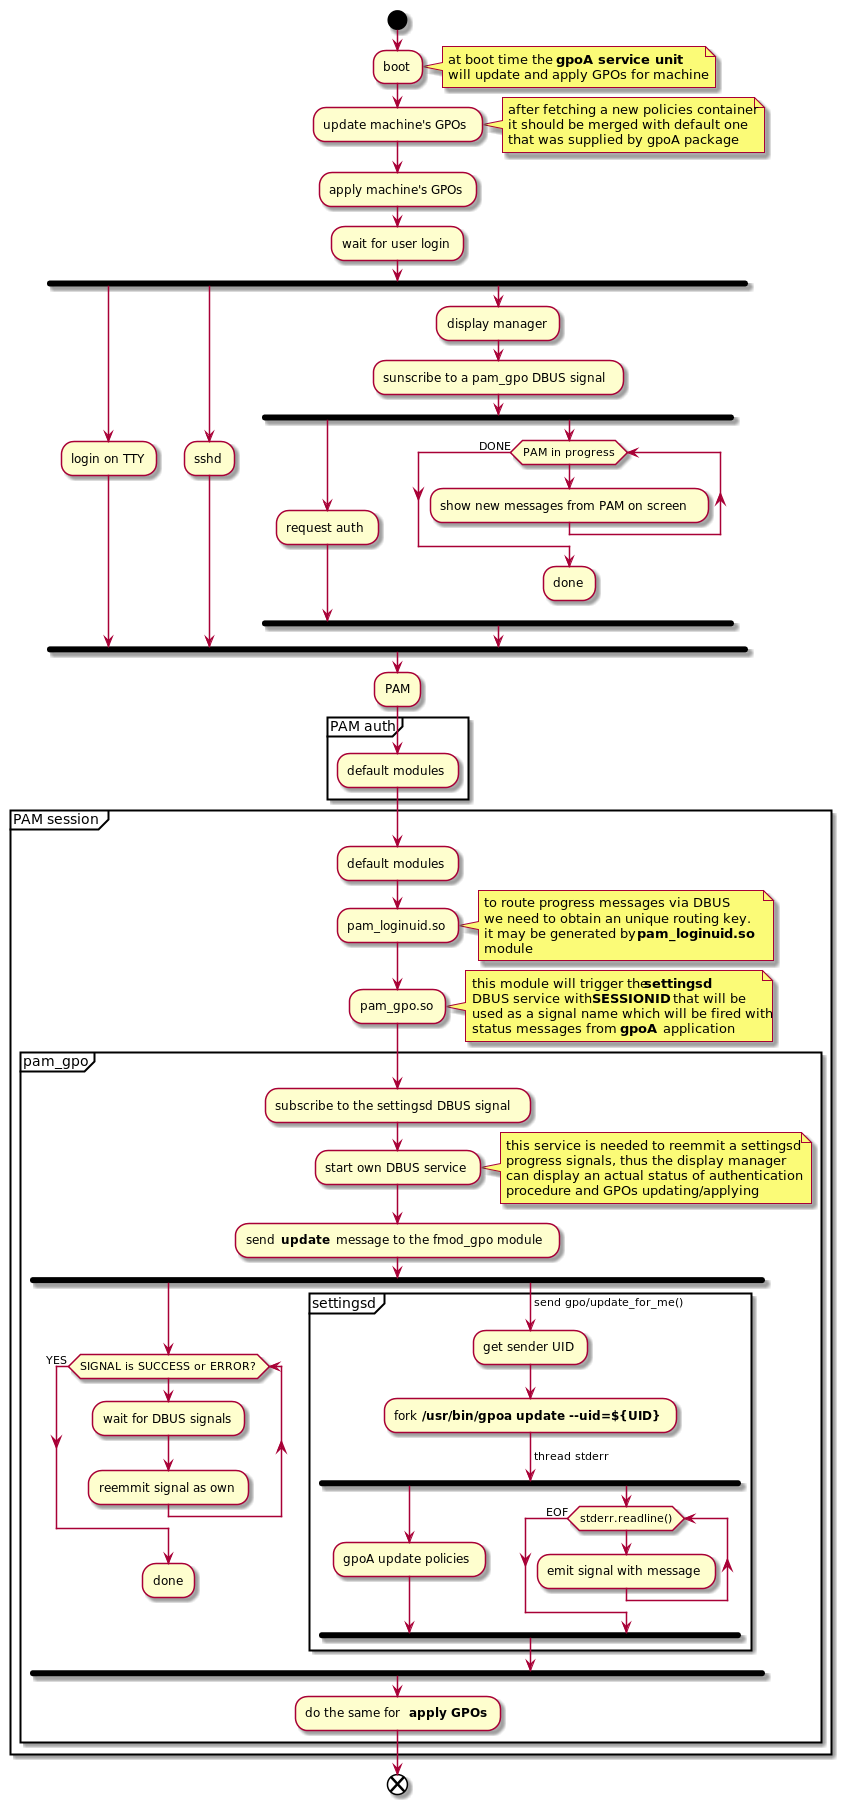 boot
at boot time the gpoA service unit
will update and apply GPOs for machine
update machine's GPOs
after fetching a new policies container
it should be merged with default one
that was supplied by gpoA package
apply machine's GPOs
wait for user login
display manager
sunscribe to a pam_gpo DBUS signal
login on TTY
sshd
request auth
DONE
PAM in progress
show new messages from PAM on screen
done
PAM
PAM auth
default modules
PAM session
default modules
pam_loginuid.so
to route progress messages via DBUS
we need to obtain an unique routing key.
it may be generated by pam_loginuid.so
module
pam_gpo.so
this module will trigger the settingsd
DBUS service with SESSIONID that will be
used as a signal name which will be fired with
status messages from gpoA application
pam_gpo
subscribe to the settingsd DBUS signal
start own DBUS service
this service is needed to reemmit a settingsd
progress signals, thus the display manager
can display an actual status of authentication
procedure and GPOs updating/applying
send update message to the fmod_gpo module
YES
SIGNAL is SUCCESS or ERROR?
wait for DBUS signals
reemmit signal as own
done
settingsd
send gpo/update_for_me()
get sender UID
fork /usr/bin/gpoa update --uid=${UID}
thread stderr
gpoA update policies
EOF
stderr.readline()
emit signal with message
do the same for apply GPOs